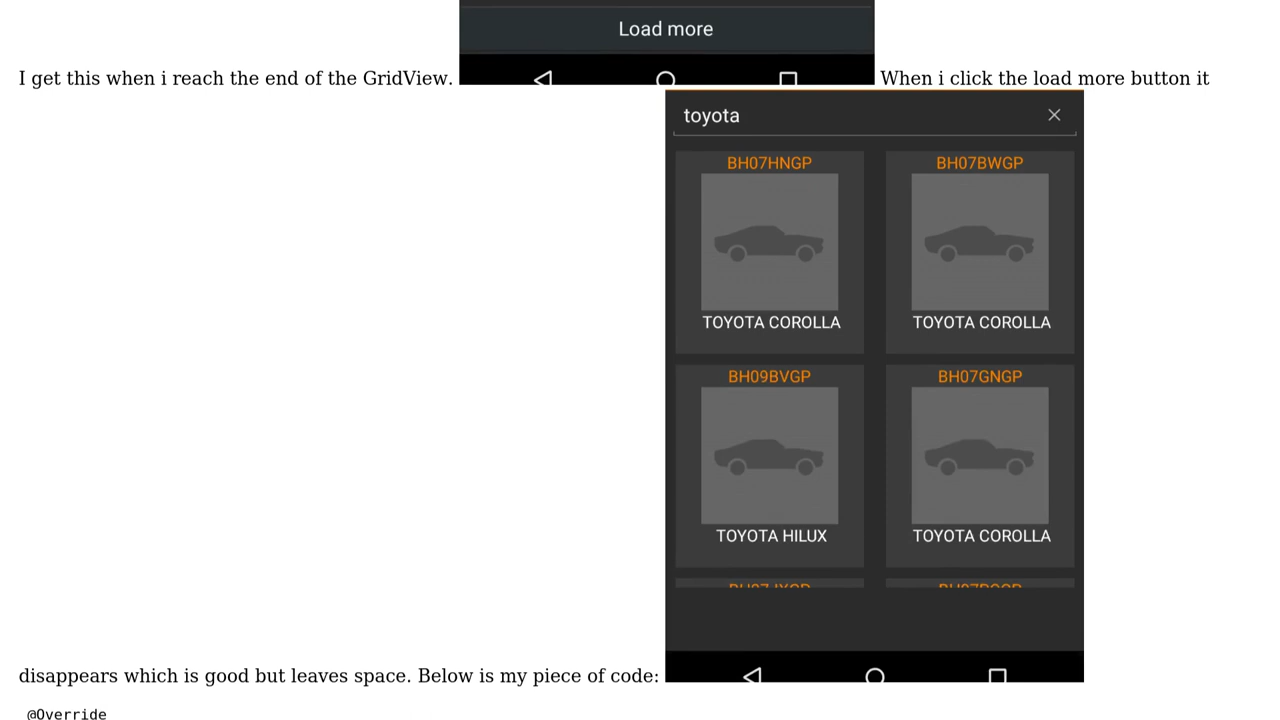 Load more
I get this when i reach the end of the GridView. When i click the load more button it
toyota
BH07HNGP BH07BWGP
TOYOTA COROLLA TOYOTA COROLLA
BH09BVGP BH07GNGP
TOYOTA HILUX TOYOTA COROLLA
disappears which is good but leaves space. Below is my piece of code:
@Override